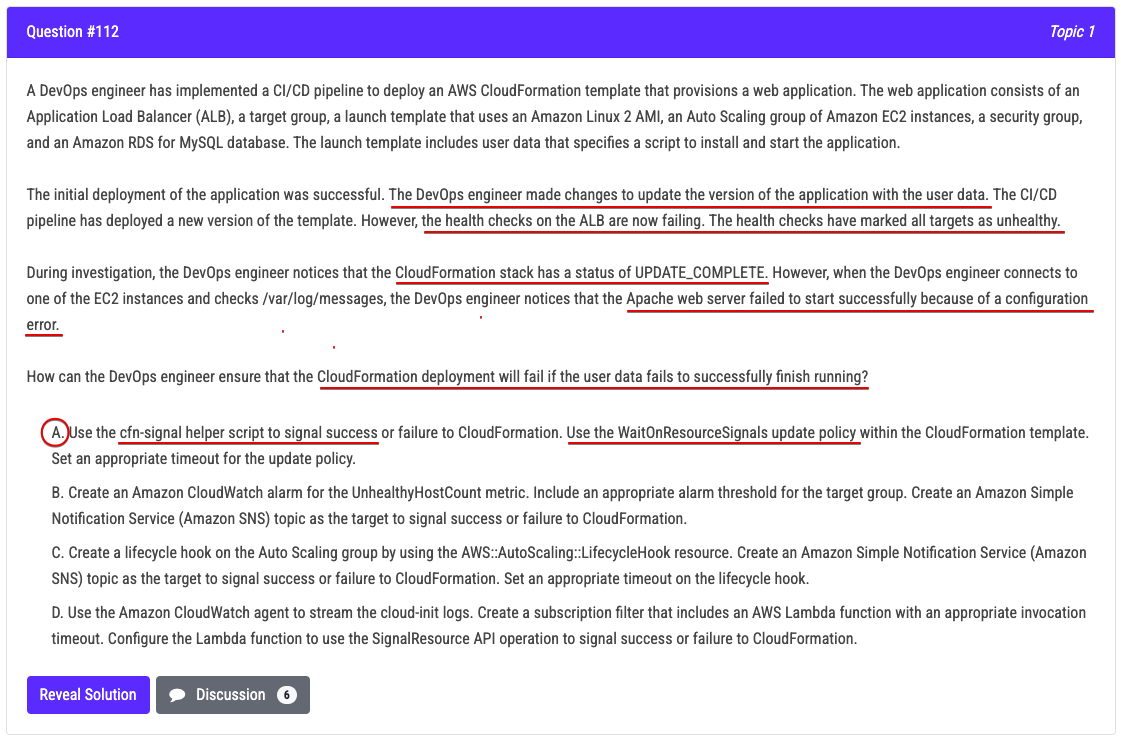 Question #112
Topic 1
A DevOps engineer has implemented a CI/CD pipeline to deploy an AWS CloudFormation template that provisions a web application. The web application consists of an
Application Load Balancer (ALB), a target group, a launch template that uses an Amazon Linux 2 AMI, an Auto Scaling group of Amazon EC2 instances, a security group,
and an Amazon RDS for MySQL database. The launch template includes user data that specifies a script to install and start the application.
The initial deployment of the application was successful. The DevOps engineer made changes to update the version of the application with the user data. The CI/CD
pipeline has deployed a new version of the template. However, the health checks on the ALB are now failing. The health checks have marked all targets as unhealthy.
During investigation, the DevOps engineer notices that the CloudFormation stack has a status of UPDATE_COMPLETE. However, when the DevOps engineer connects to
one of the EC2 instances and checks /var/log/messages, the DevOps engineer notices that the Apache web server failed to start successfully because of a configuration
error.
How can the DevOps engineer ensure that the CloudFormation deployment will fail if the user data fails to successfully finish running?
A. Use the cfn-signal helper script to signal success or failure to CloudFormation. Use the WaitOnResourceSignals update policy within the CloudFormation template.
Set an appropriate timeout for the update policy.
B. Create an Amazon CloudWatch alarm for the UnhealthyHostCount metric. Include an appropriate alarm threshold for the target group. Create an Amazon Simple
Notification Service (Amazon SNS) topic as the target to signal success or failure to CloudFormation.
C. Create a lifecycle hook on the Auto Scaling group by using the AWS::AutoScaling::LifecycleHook resource. Create an Amazon Simple Notification Service (Amazon
SNS) topic as the target to signal success or failure to CloudFormation. Set an appropriate timeout on the lifecycle hook.
D. Use the Amazon CloudWatch agent to stream the cloud-init logs. Create a subscription filter that includes an AWS Lambda function with an appropriate invocation
timeout. Configure the Lambda function to use the SignalResource API operation to signal success or failure to CloudFormation.
Reveal Solution
Discussion 6